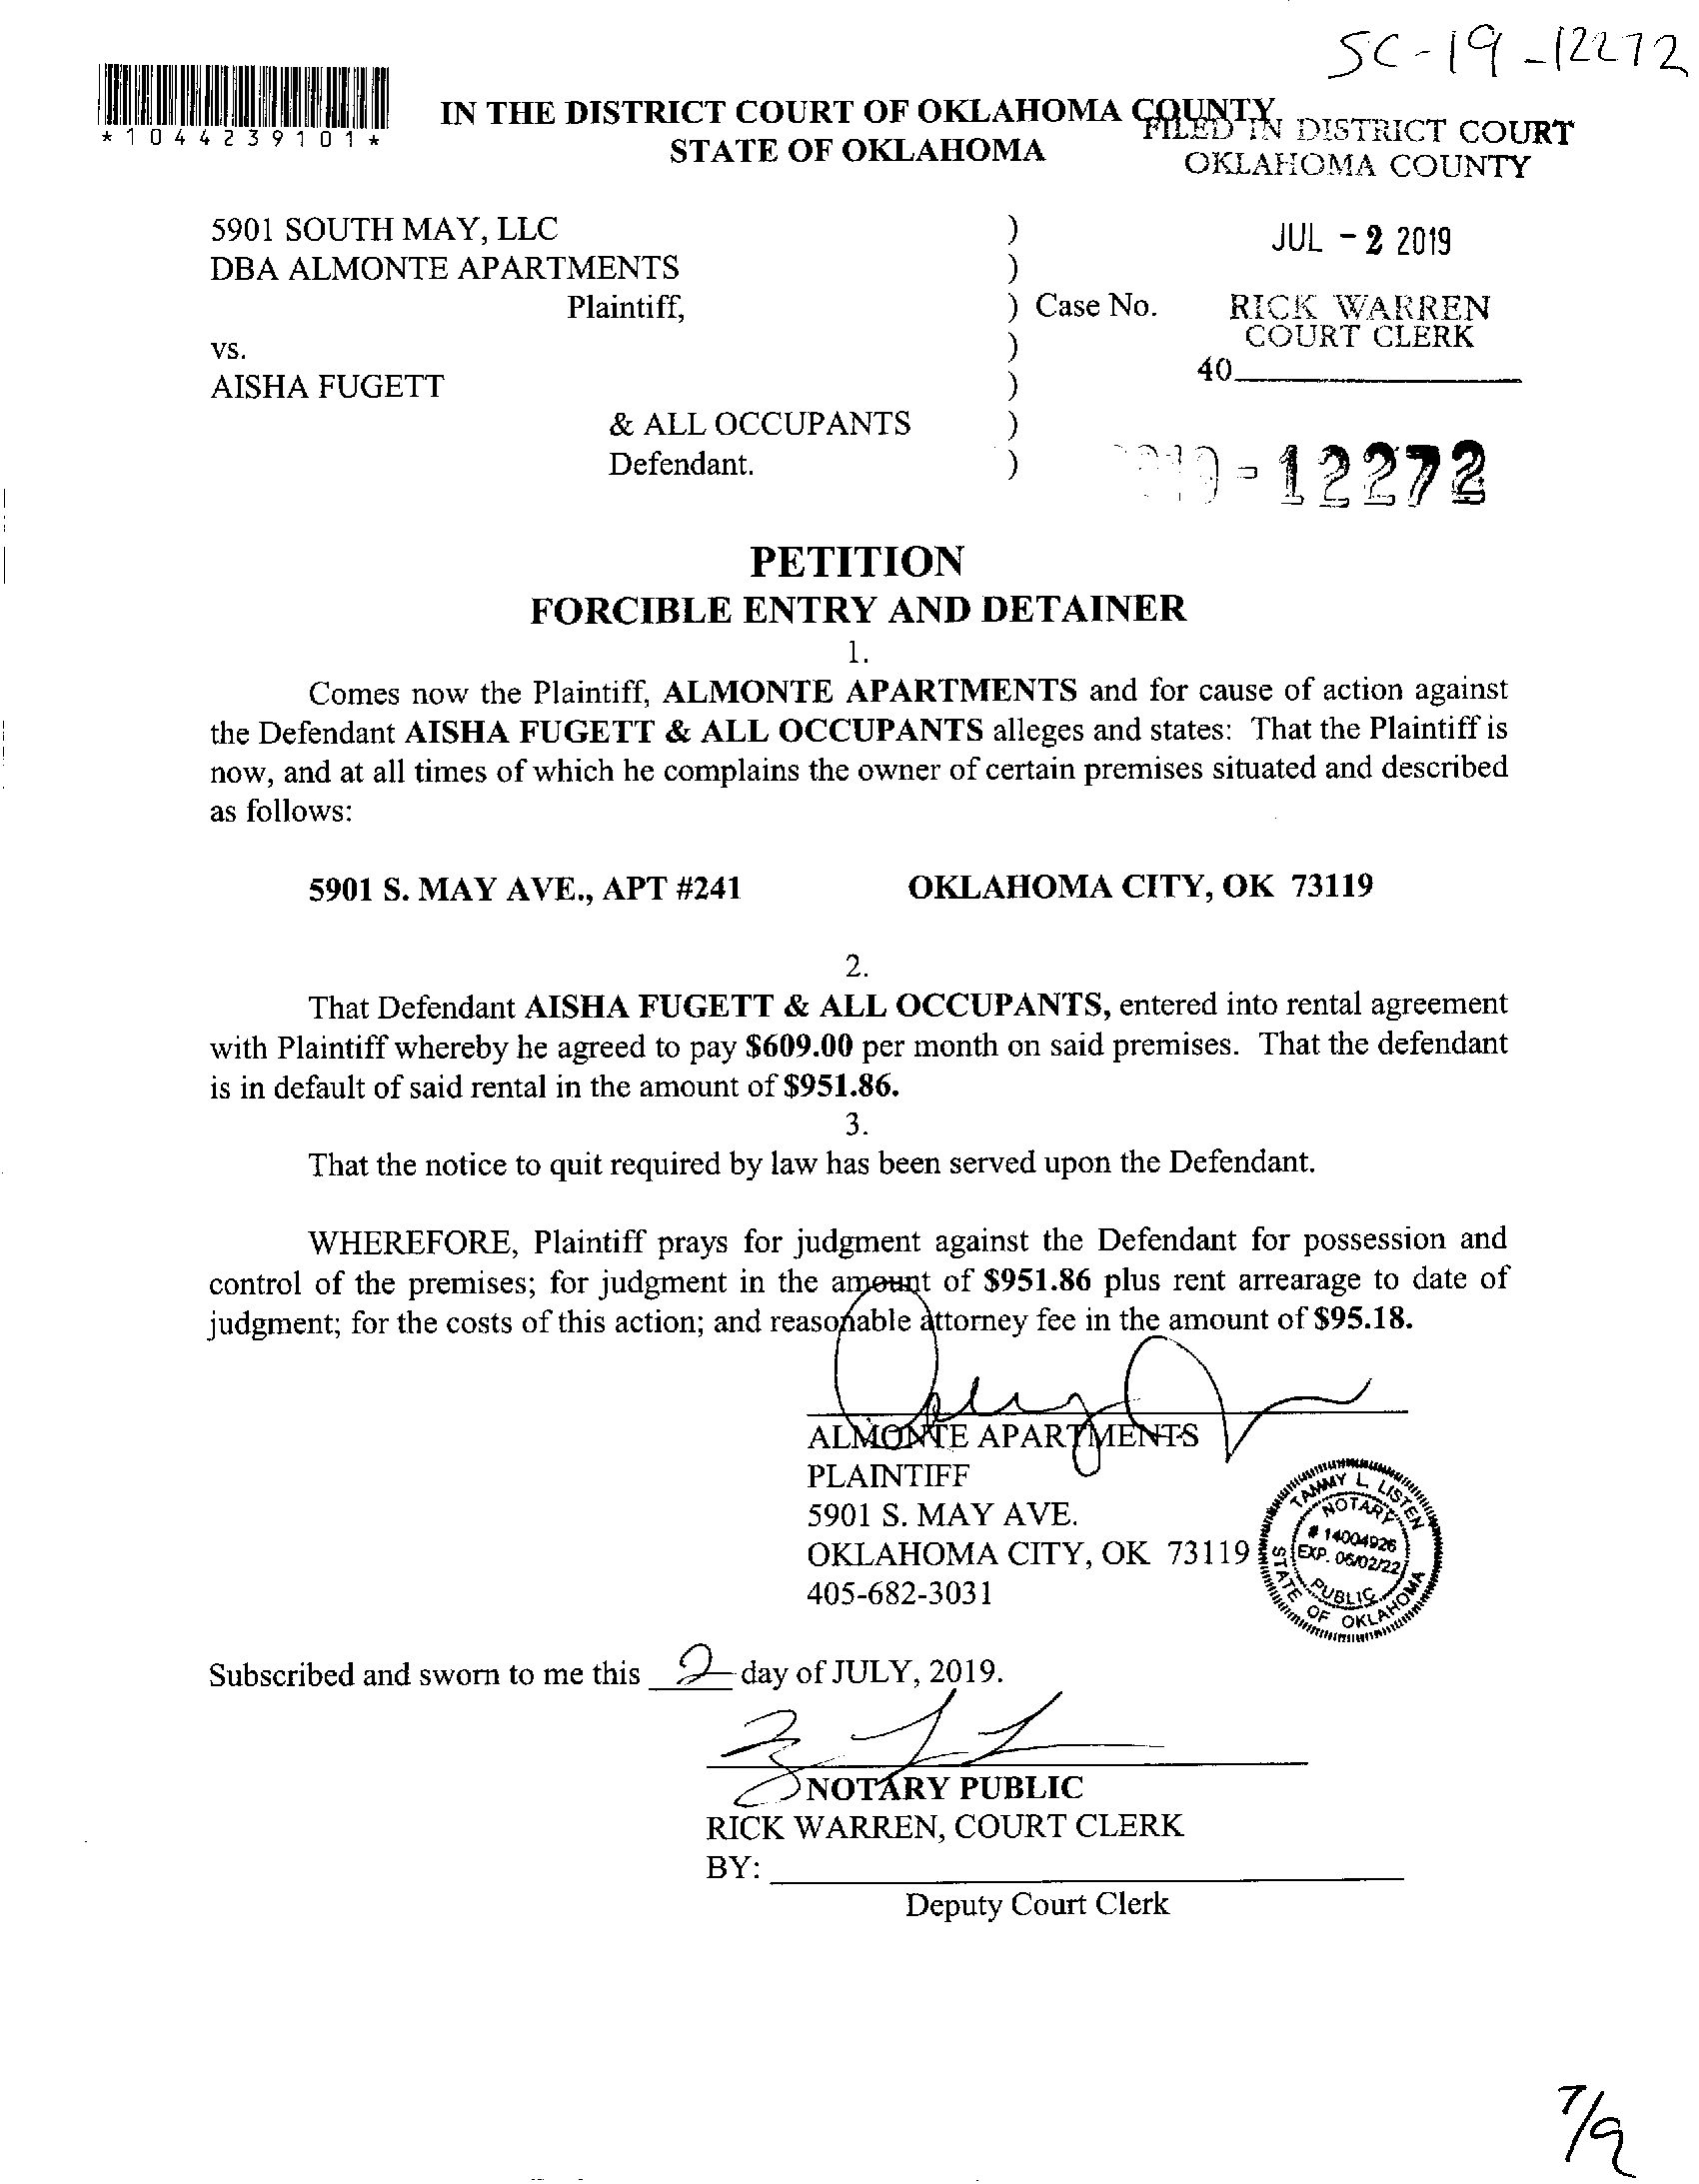 SC-19-12272
*1044239101*
IN THE DISTRICT COURT OF OKLAHOMA COUNTY
STATE OF OKLAHOMA
FILED IN DISTRICT COURT
OKLAHOMA COUNTY
5901 SOUTH MAY, LLC )
JUL - 2 2019
DBA ALMONTE APARTMENTS )
Plaintiff, ) Case No.
RICK WARREN
COURT CLERK
vs. )
40
AISHA FUGETT )
& ALL OCCUPANTS )
Defendant. )
-12272
PETITION
FORCIBLE ENTRY AND DETAINER
1.
Comes now the Plaintiff, ALMONTE APARTMENTS and for cause of action against
the Defendant AISHA FUGETT & ALL OCCUPANTS alleges and states: That the Plaintiff is
now, and at all times of which he complains the owner of certain premises situated and described
as follows:
5901 S. MAY AVE., APT #241 OKLAHOMA CITY, OK 73119
2.
That Defendant AISHA FUGETT & ALL OCCUPANTS, entered into rental agreement
with Plaintiff whereby he agreed to pay $609.00 per month on said premises. That the defendant
is in default of said rental in the amount of $951.86.
3.
That the notice to quit required by law has been served upon the Defendant.
WHEREFORE, Plaintiff prays for judgment against the Defendant for possession and
control of the premises; for judgment in the amount of $951.86 plus rent arrearage to date of
judgment; for the costs of this action; and reasonable attorney fee in the amount of $95.18.
ALMONTE APARTMENTS
PLAINTIFF
5901 S. MAY AVE.
OKLAHOMA CITY, OK 73119
405-682-3031
TAMMY L. LISTEN
NOTARY
# 14004926
EXP. 06/02/22
PUBLIC
STATE OF OKLAHOMA
Subscribed and sworn to me this 2 day of JULY, 2019.
NOTARY PUBLIC
RICK WARREN, COURT CLERK
BY:
Deputy Court Clerk
7/9